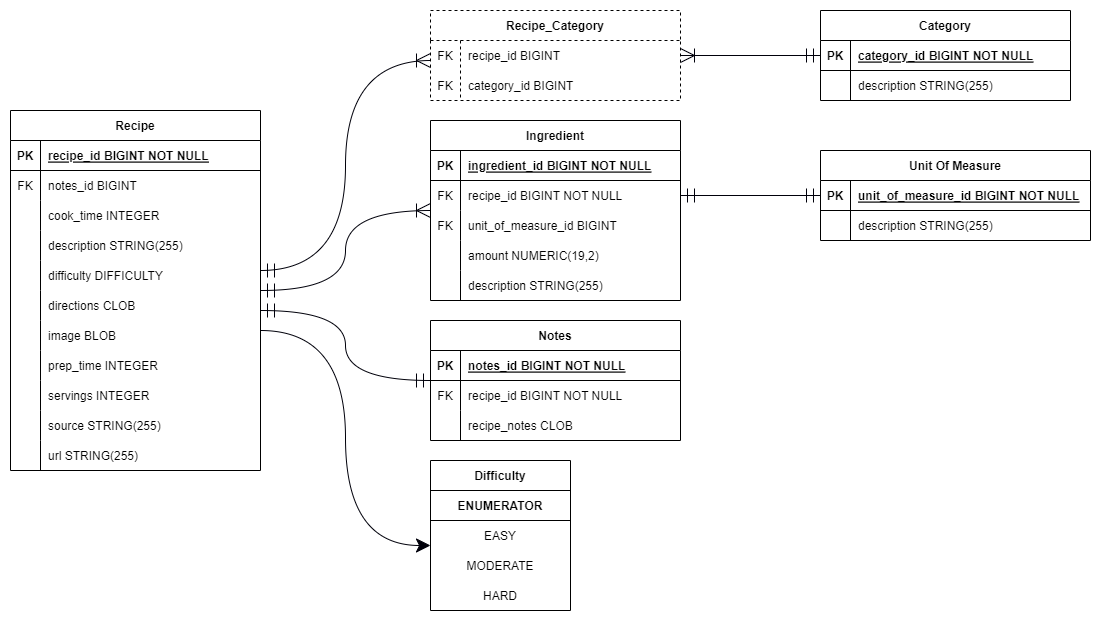 Recipe
PK recipe_id BIGINT NOT NULL
FK notes_id BIGINT
cook_time INTEGER
description STRING(255)
difficulty DIFFICULTY
directions CLOB
image BLOB
prep_time INTEGER
servings INTEGER
source STRING(255)
url STRING(255)
Recipe_Category
FK recipe_id BIGINT
FK category_id BIGINT
Category
PK category_id BIGINT NOT NULL
description STRING(255)
Ingredient
PK ingredient_id BIGINT NOT NULL
FK recipe_id BIGINT NOT NULL
FK unit_of_measure_id BIGINT
amount NUMERIC(19,2)
description STRING(255)
Unit Of Measure
PK unit_of_measure_id BIGINT NOT NULL
description STRING(255)
Notes
PK notes_id BIGINT NOT NULL
FK recipe_id BIGINT NOT NULL
recipe_notes CLOB
Difficulty
ENUMERATOR
EASY
MODERATE
HARD